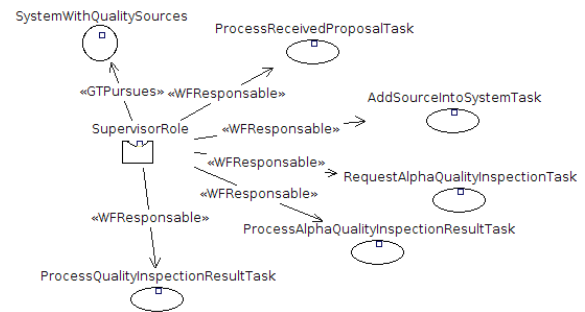 SystemWithQualitySources
ProcessReceivedProposalTask
«GTPursues»
«WFResponsable»
AddSourceIntoSystemTask
SupervisorRole
«WFResponsable»
«WFResponsable»
RequestAlphaQualityInspectionTask
«WFResponsable»
«WFResponsable»
ProcessAlphaQualityInspectionResultTask
ProcessQualityInspectionResultTask